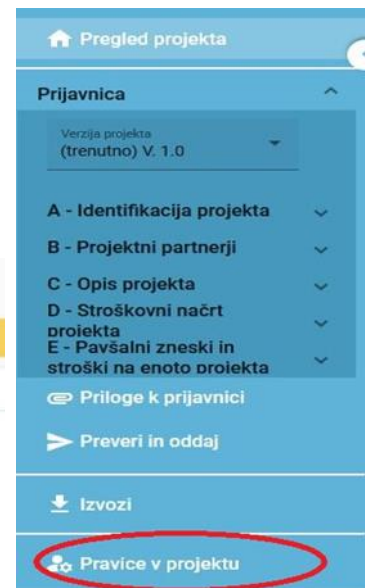 Pregled projekta
Prijavnica
Verzija projekta
(trenutno) V. 1.0
A - Identifikacija projekta
B - Projektni partnerji
C - Opis projekta
D - Stroškovni načrt
projekta
E - Pavšalni zneski in
stroški na enoto projekta
Priloge k prijavnici
Preveri in oddaj
Izvozi
Pravice v projektu